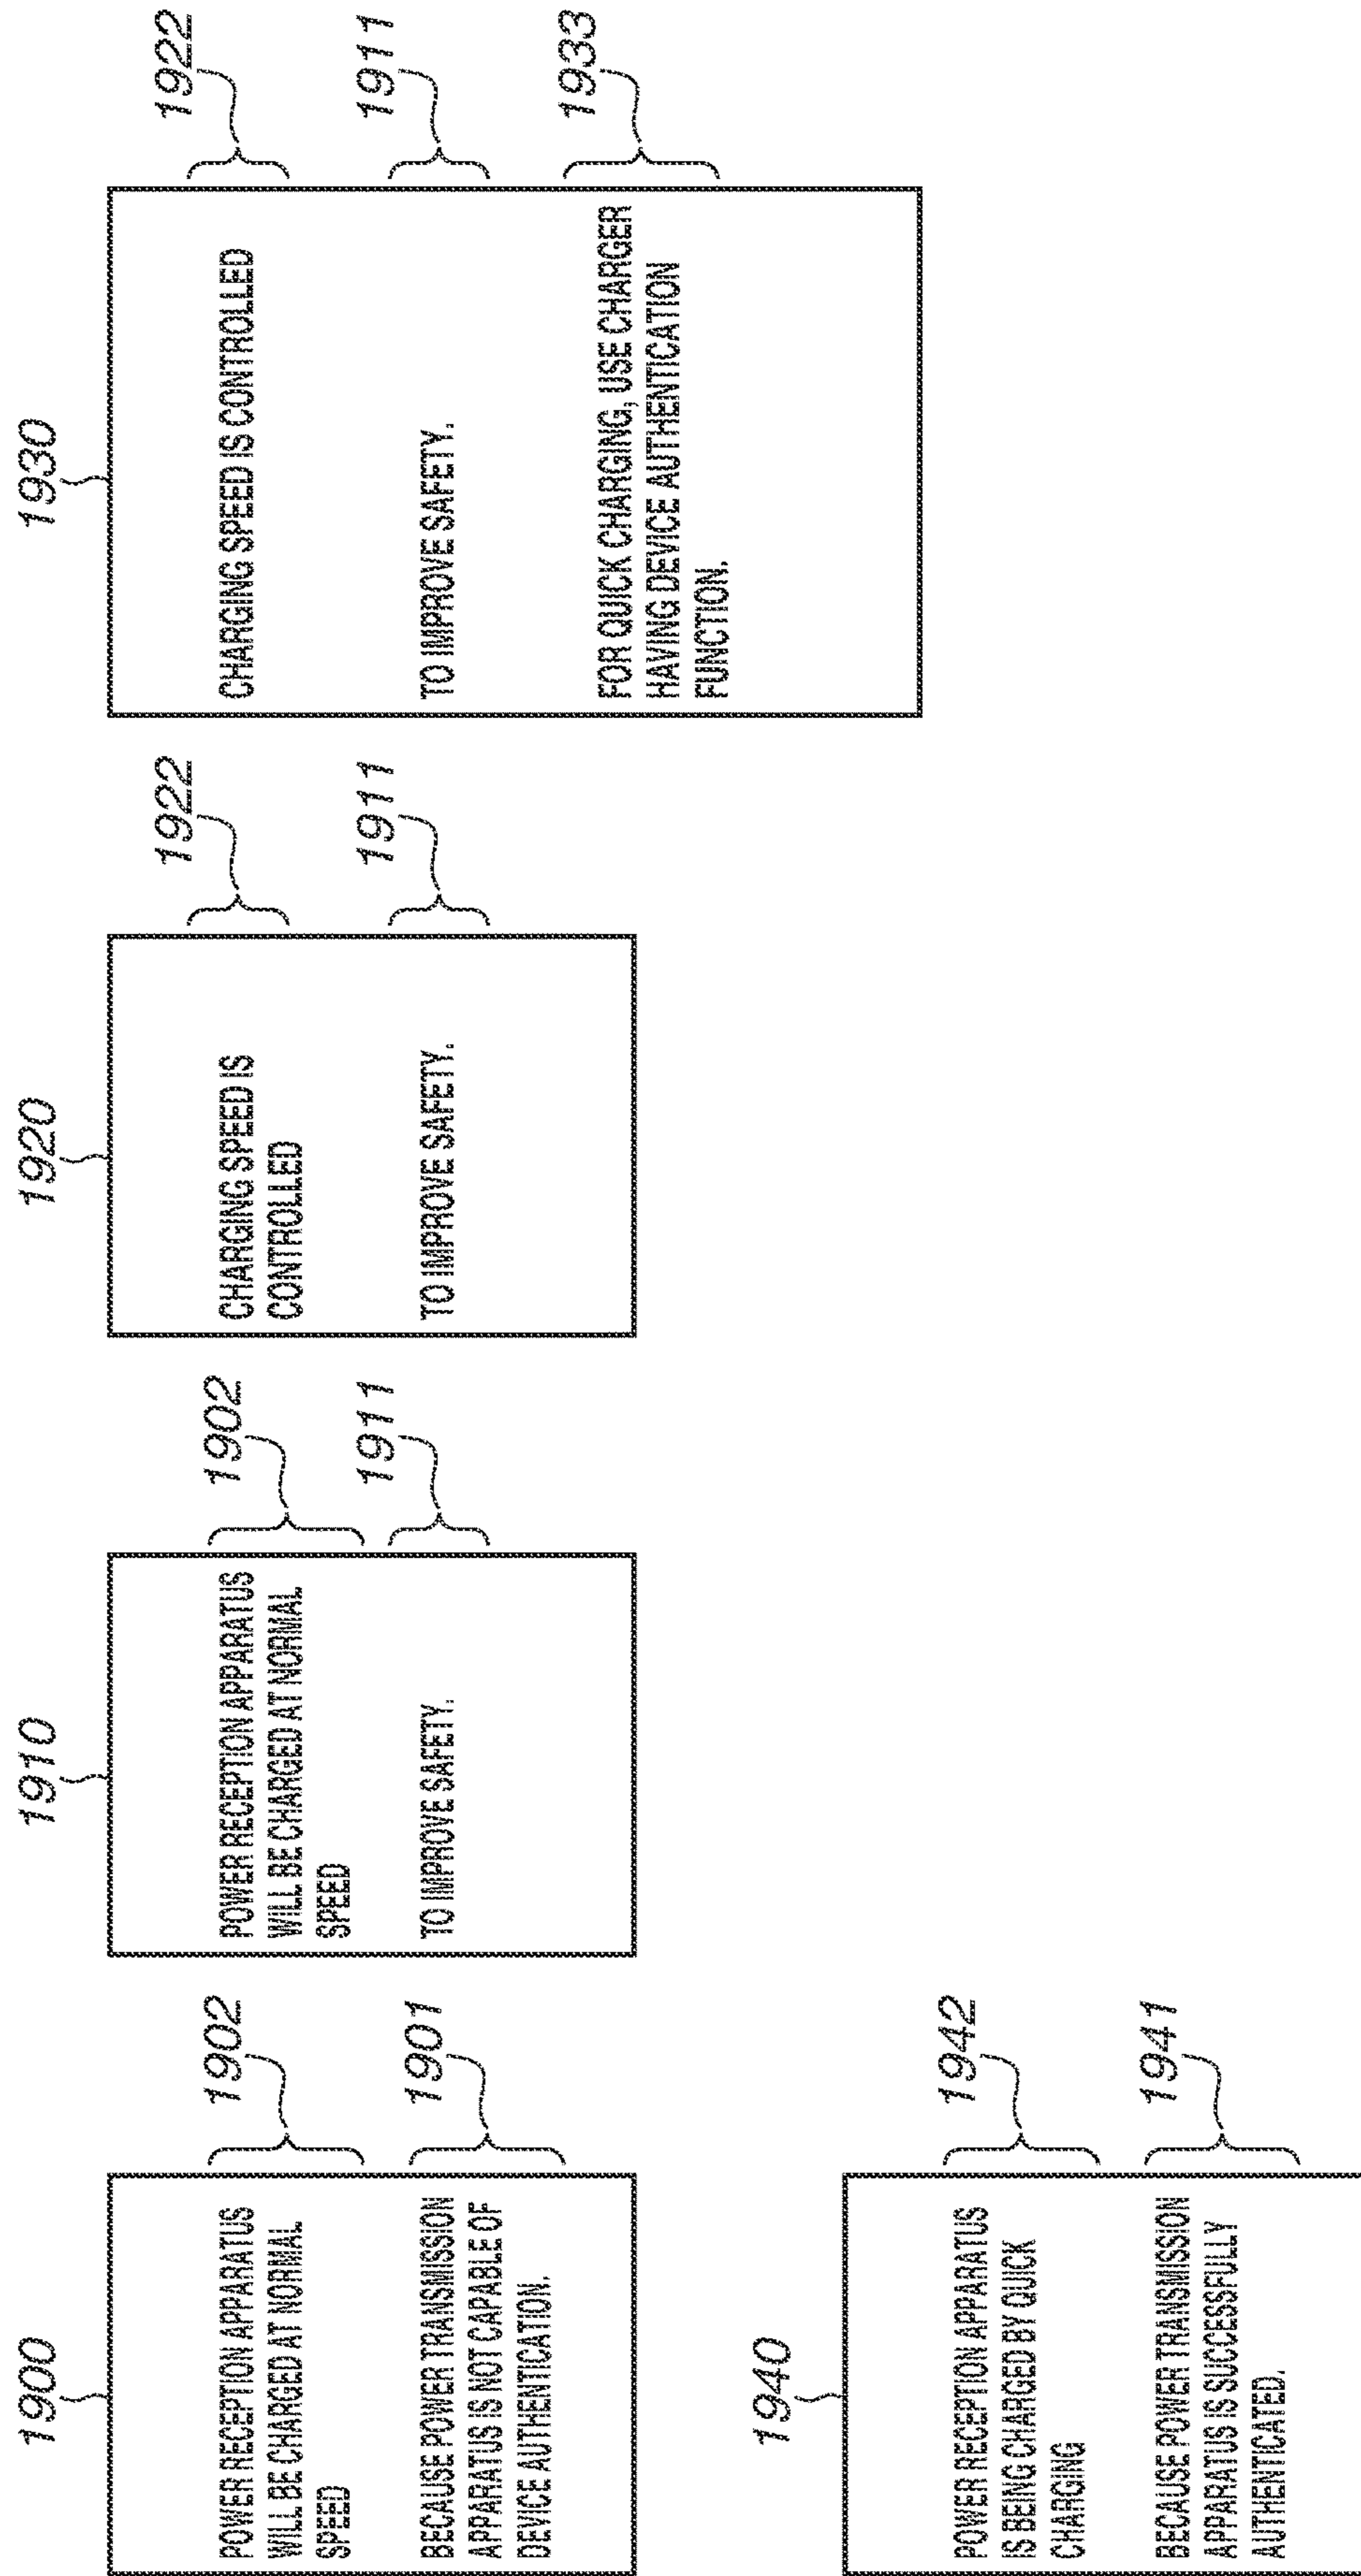 1900
POWER RECEPTION APPARATUS
WILL BE CHARGED AT NORMAL
SPEED
1902
BECAUSE POWER TRANSMISSION
APPARATUS IS NOT CAPABLE OF
DEVICE AUTHENTICATION.
1901
1910
POWER RECEPTION APPARATUS
WILL BE CHARGED AT NORMAL
SPEED
1902
TO IMPROVE SAFETY.
1911
1920
CHARGING SPEED IS
CONTROLLED
1922
TO IMPROVE SAFETY.
1911
1930
CHARGING SPEED IS CONTROLLED
1922
TO IMPROVE SAFETY.
1911
FOR QUICK CHARGING, USE CHARGER
HAVING DEVICE AUTHENTICATION
FUNCTION.
1933
1940
POWER RECEPTION APPARATUS
IS BEING CHARGED BY QUICK
CHARGING
1942
BECAUSE POWER TRANSMISSION
APPARATUS IS SUCCESSFULLY
AUTHENTICATED.
1941